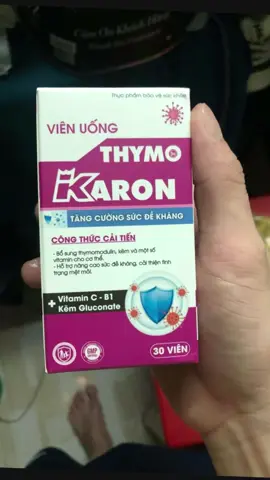 Thực phẩm bảo vệ sức khỏe
VIÊN UỐNG
THYMO
KARON
TĂNG CƯỜNG SỨC ĐỀ KHÁNG
CÔNG THỨC CẢI TIẾN
- Bổ sung thymomodulin, kẽm và một số
vitamin cho cơ thể.
- Hỗ trợ nâng cao sức đề kháng, cải thiện tình
trạng mệt mỏi.
+ Vitamin C - B1
Kẽm Gluconate
GMP
30 VIÊN